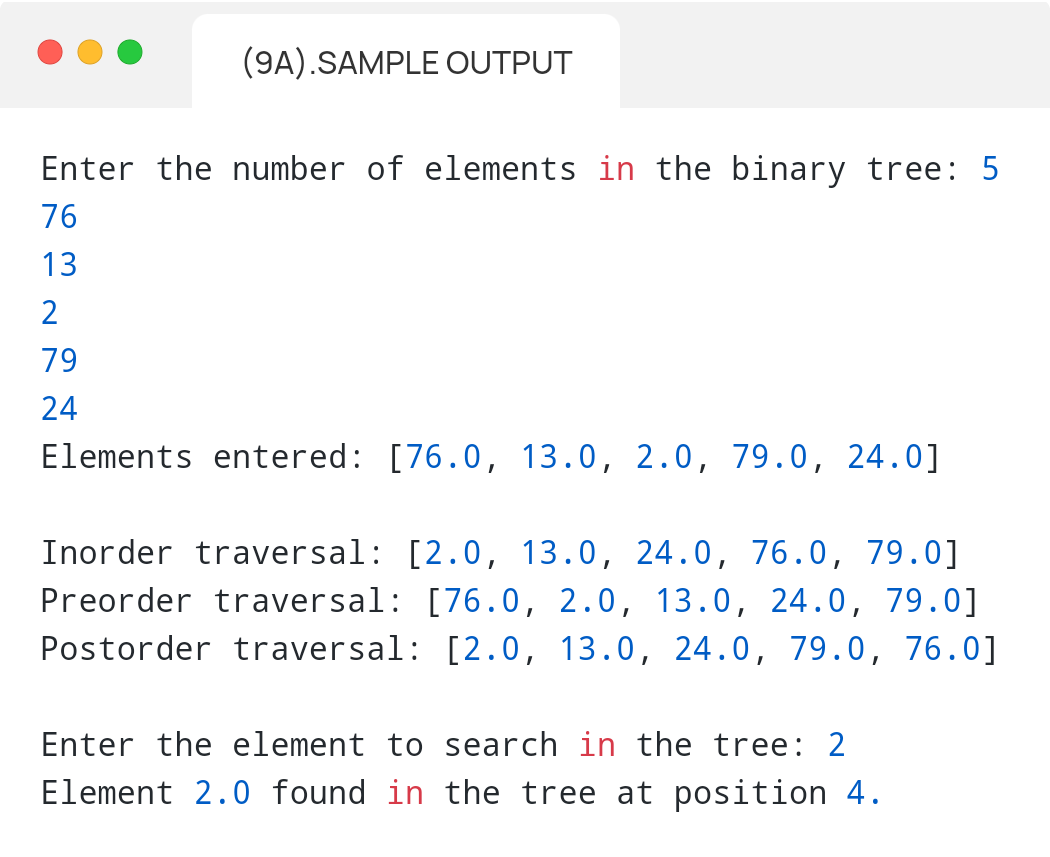 (9A).SAMPLE OUTPUT
Enter the number of elements in the binary tree: 5
76
13
2
79
24
Elements entered: [76.0, 13.0, 2.0, 79.0, 24.0]
Inorder traversal: [2.0, 13.0, 24.0, 76.0, 79.0]
Preorder traversal: [76.0, 2.0, 13.0, 24.0, 79.0]
Postorder traversal: [2.0, 13.0, 24.0, 79.0, 76.0]
Enter the element to search in the tree: 2
Element 2.0 found in the tree at position 4.